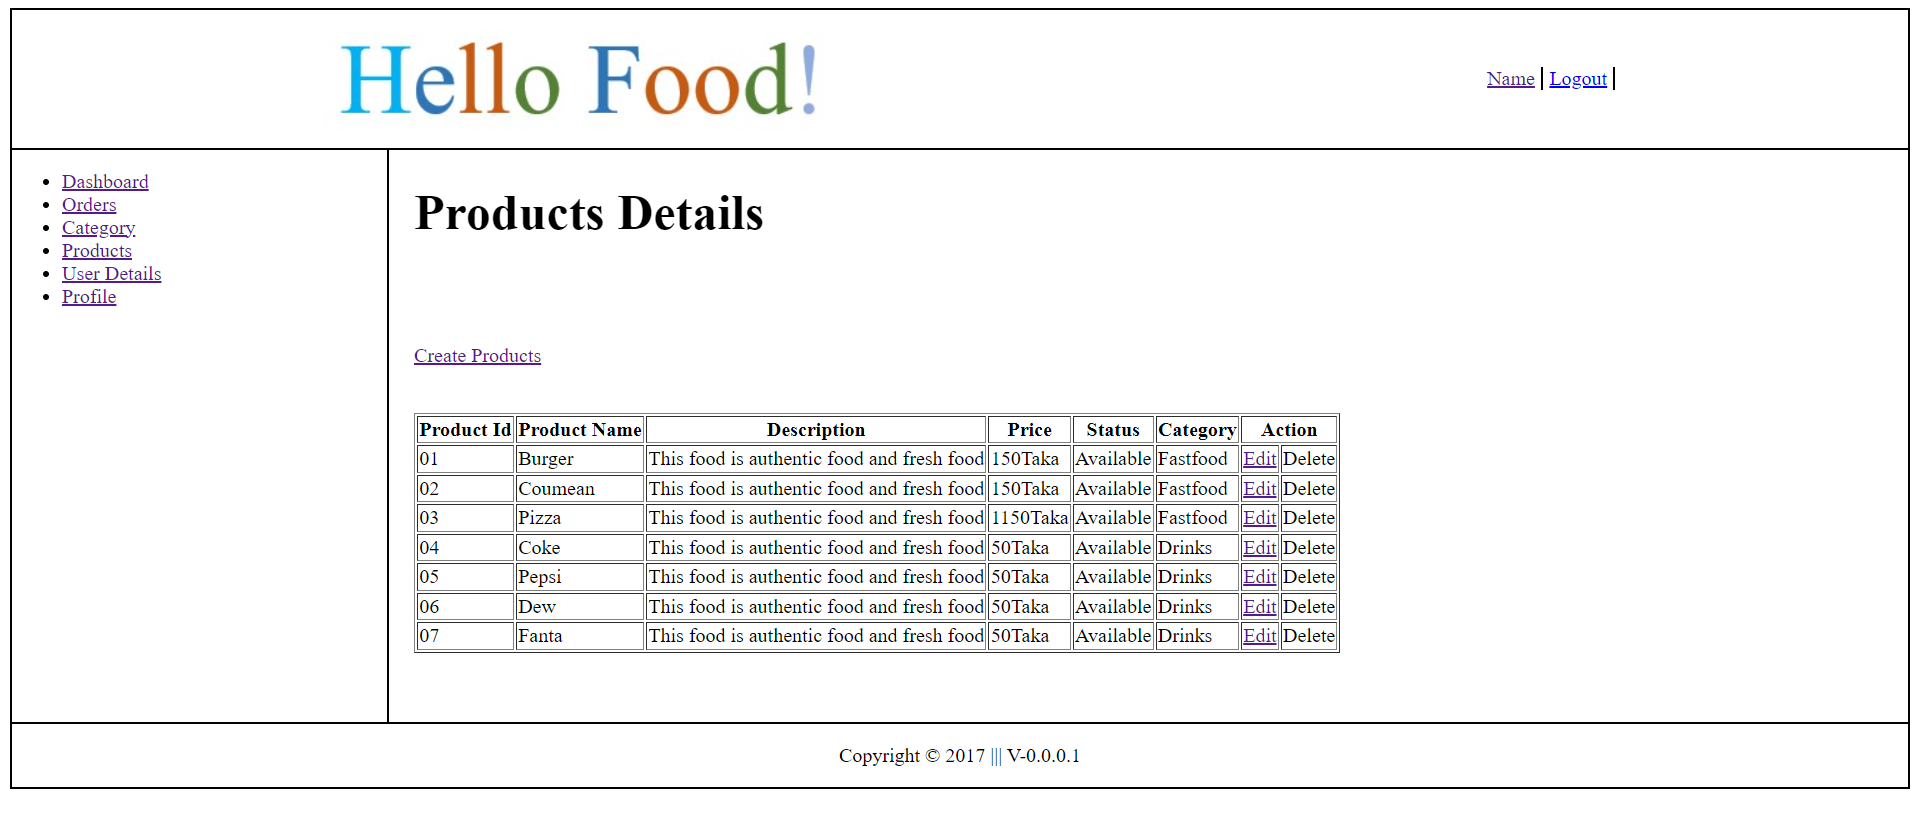 Hello Food!
Name | Logout |
Dashboard
Orders
Category
Products
User Details
Profile
Products Details
Create Products
Product Id Product Name Description Price Status Category Action
01 Burger This food is authentic food and fresh food 150Taka Available Fastfood Edit Delete
02 Coumean This food is authentic food and fresh food 150Taka Available Fastfood Edit Delete
03 Pizza This food is authentic food and fresh food 1150Taka Available Fastfood Edit Delete
04 Coke This food is authentic food and fresh food 50Taka Available Drinks Edit Delete
05 Pepsi This food is authentic food and fresh food 50Taka Available Drinks Edit Delete
06 Dew This food is authentic food and fresh food 50Taka Available Drinks Edit Delete
07 Fanta This food is authentic food and fresh food 50Taka Available Drinks Edit Delete
Copyright © 2017 ||| V-0.0.0.1